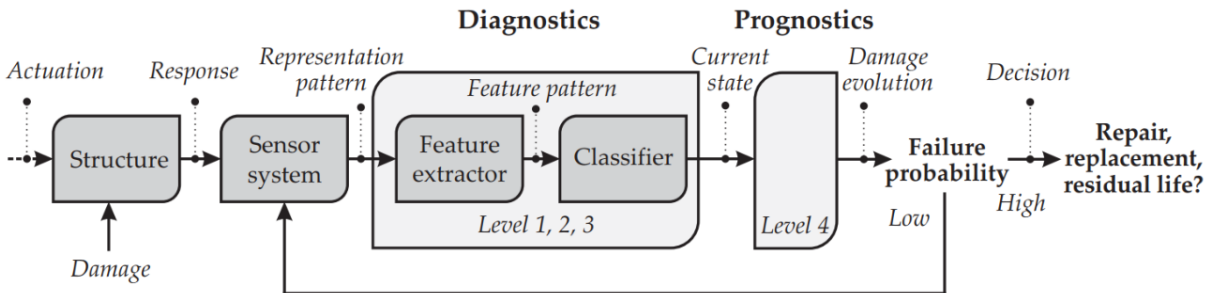 Diagnostics
Prognostics
Actuation
Response
Representation
pattern
Feature pattern
Current
state
Damage
evolution
Decision
Structure
Sensor
system
Feature
extractor
Classifier
Level 1, 2, 3
Level 4
Failure
probability
Low
High
Repair,
replacement,
residual life?
Damage